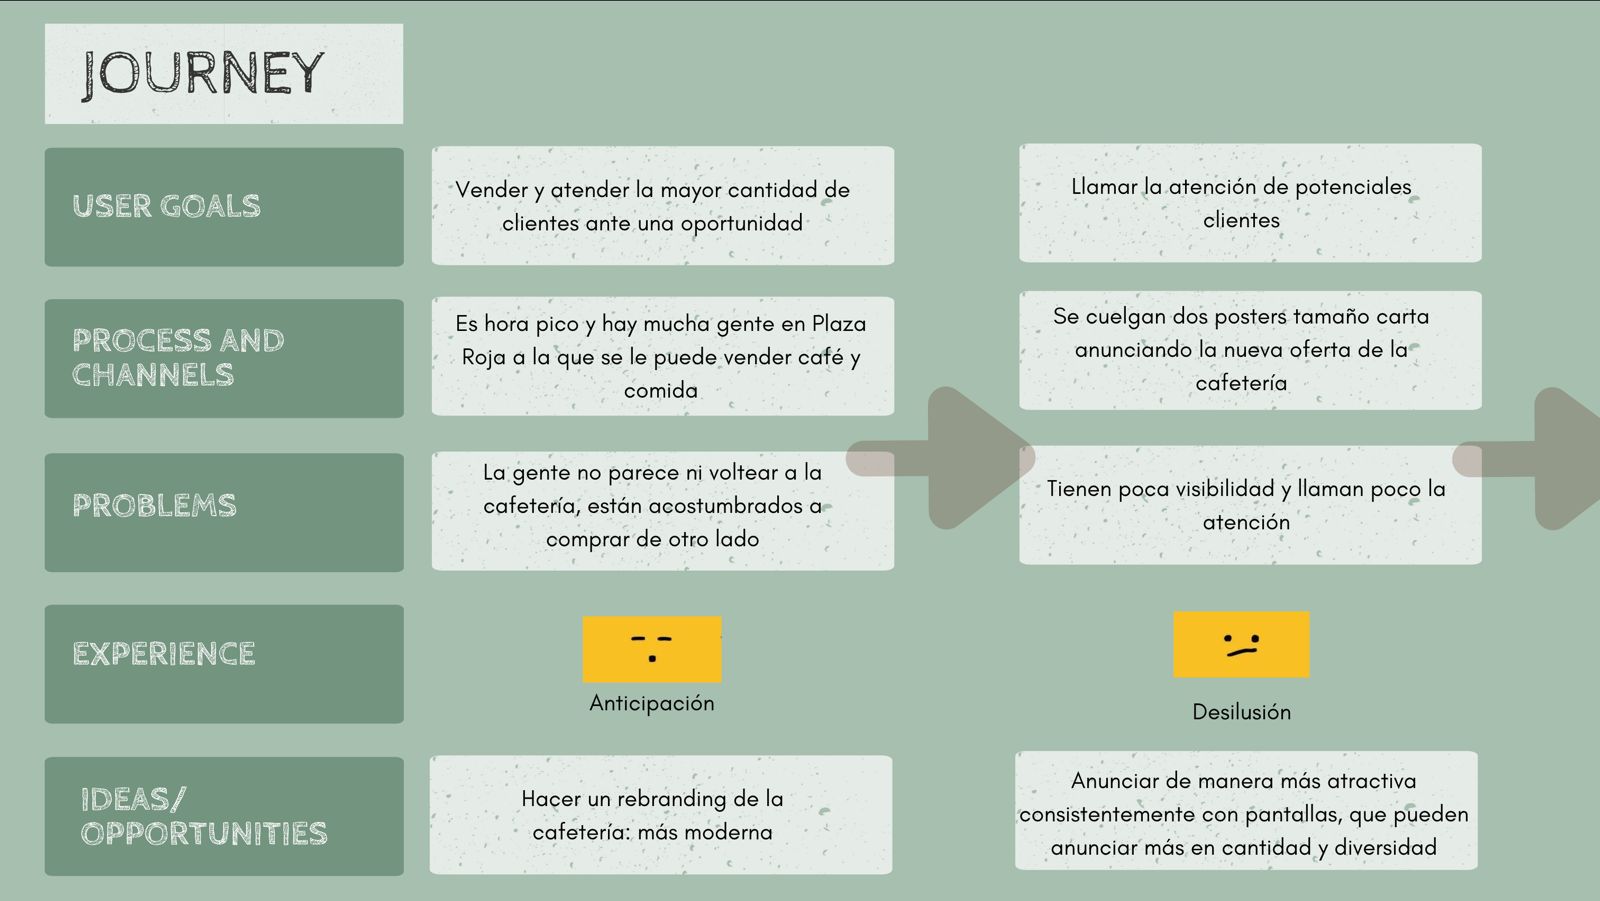 JOURNEY
USER GOALS
Vender y atender la mayor cantidad de
clientes ante una oportunidad
Llamar la atención de potenciales
clientes
PROCESS AND
CHANNELS
Es hora pico y hay mucha gente en Plaza
Roja a la que se le puede vender café y
comida
Se cuelgan dos posters tamaño carta
anunciando la nueva oferta de la
cafetería
PROBLEMS
La gente no parece ni voltear a la
cafetería, están acostumbrados a
comprar de otro lado
Tienen poca visibilidad y llaman poco la
atención
EXPERIENCE
Anticipación
Desilusión
IDEAS/
OPPORTUNITIES
Hacer un rebranding de la
cafetería: más moderna
Anunciar de manera más atractiva
consistentemente con pantallas, que pueden
anunciar más en cantidad y diversidad